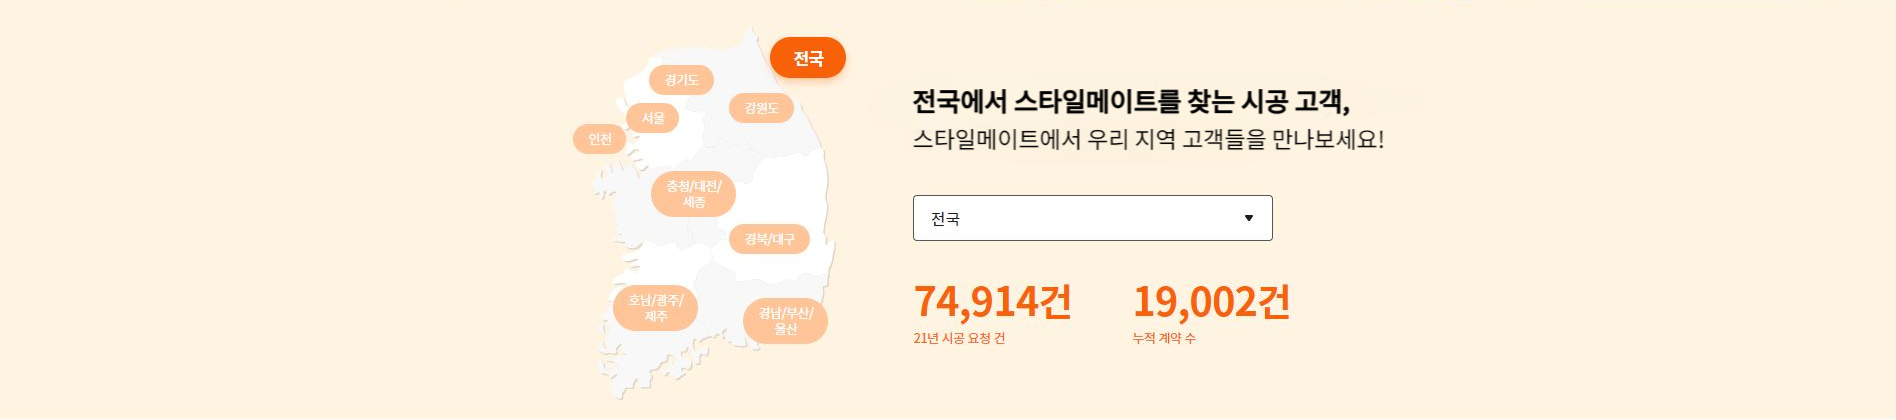 전국
경기도
강원도
서울
인천
충청/대전/
세종
경북/대구
호남/광주/
제주
경남/부산/
울산
전국에서 스타일메이트를 찾는 시공 고객,
스타일메이트에서 우리 지역 고객들을 만나보세요!
전국
74,914건
21년 시공 요청 건
19,002건
누적 계약 수